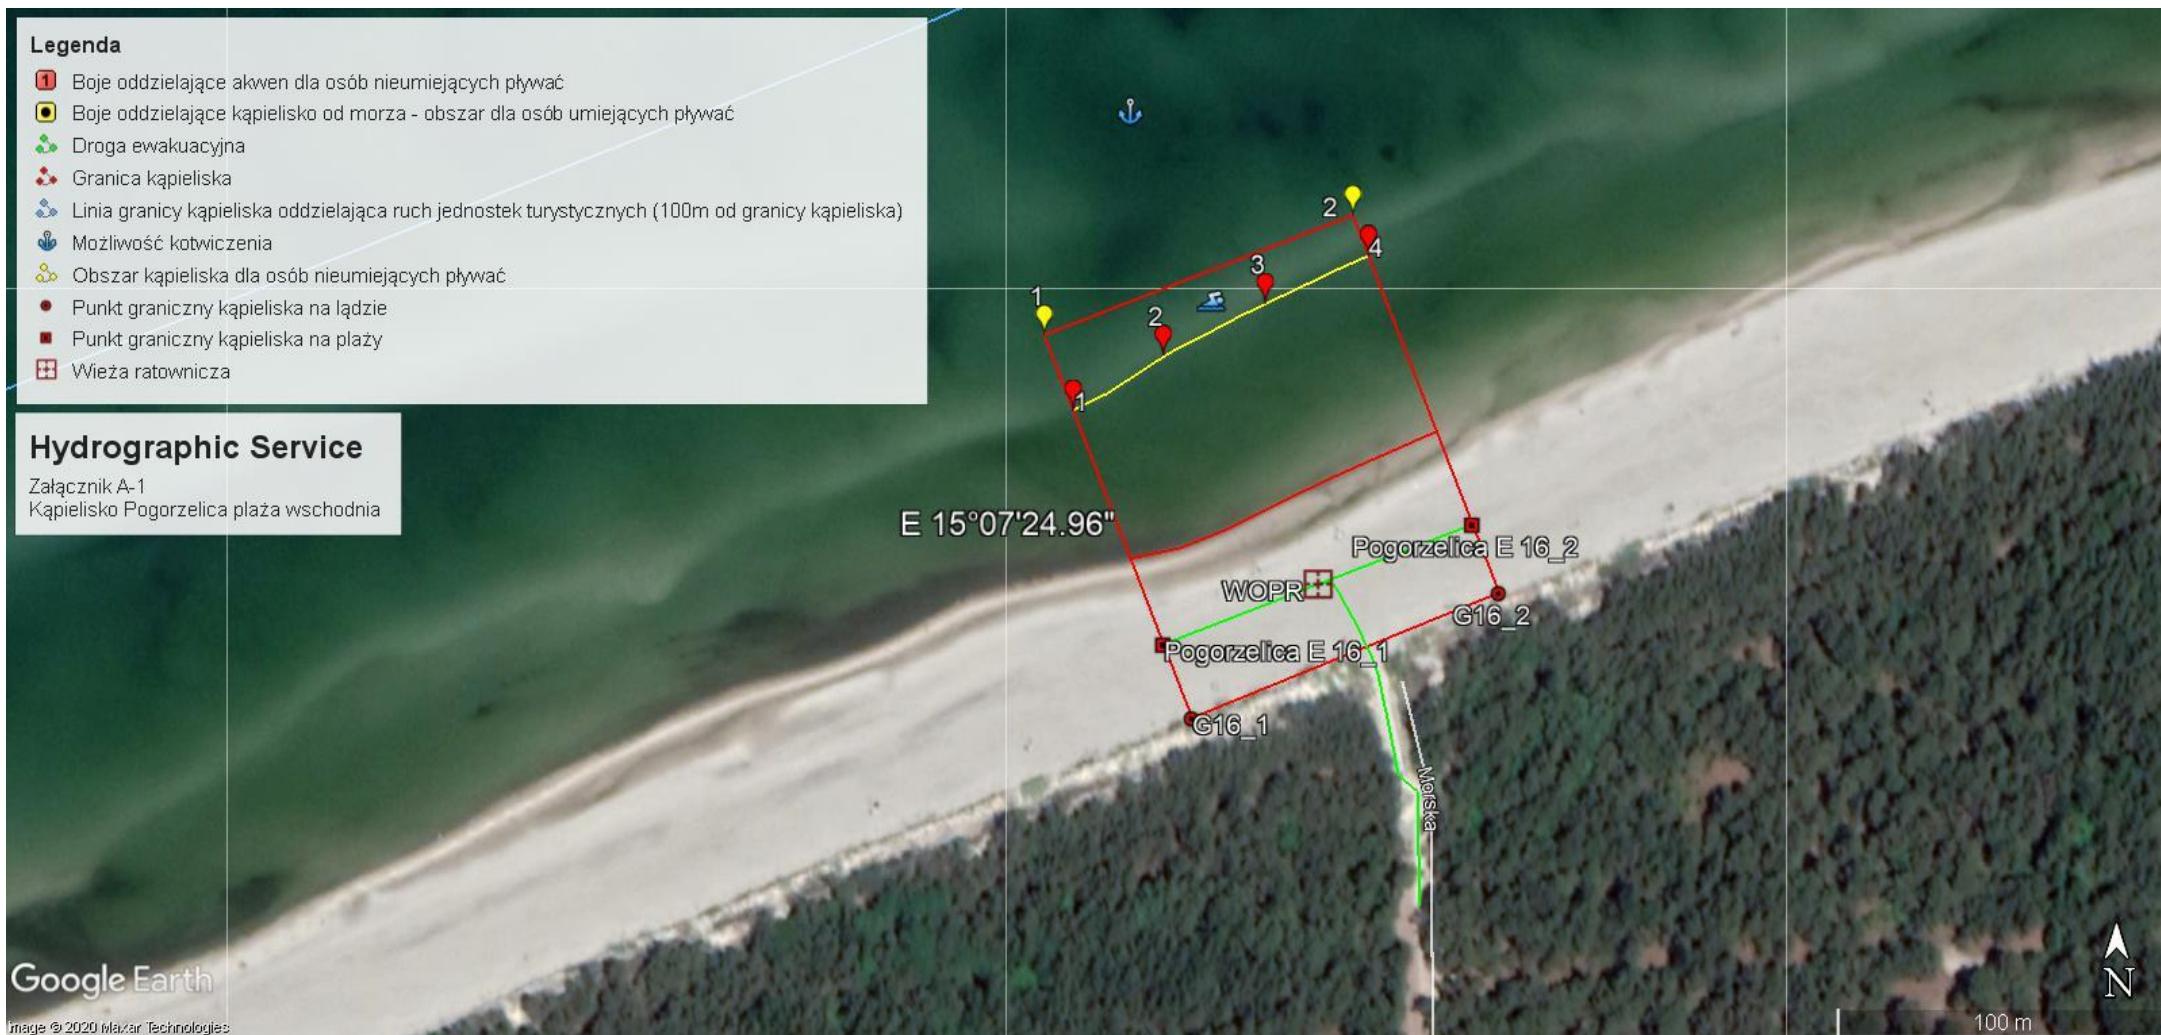 Legenda
1 Boje oddzielające akwen dla osób nieumiejących pływać
Boje oddzielające kąpielisko od morza - obszar dla osób umiejących pływać
Droga ewakuacyjna
Granica kąpieliska
Linia granicy kąpieliska oddzielająca ruch jednostek turystycznych (100m od granicy kąpieliska)
Możliwość kotwiczenia
Obszar kąpieliska dla osób nieumiejących pływać
Punkt graniczny kąpieliska na lądzie
Punkt graniczny kąpieliska na plaży
Wieża ratownicza
Hydrographic Service
Załącznik A-1
Kąpielisko Pogorzelica plaża wschodnia
2
4
3
1
2
1
E 15°07'24.96"
Pogorzelica E 16_2
WOPR
G16_2
Pogorzelica E 16_1
G16_1
Morska
Google Earth
N
Image © 2020 Maxar Technologies
100 m